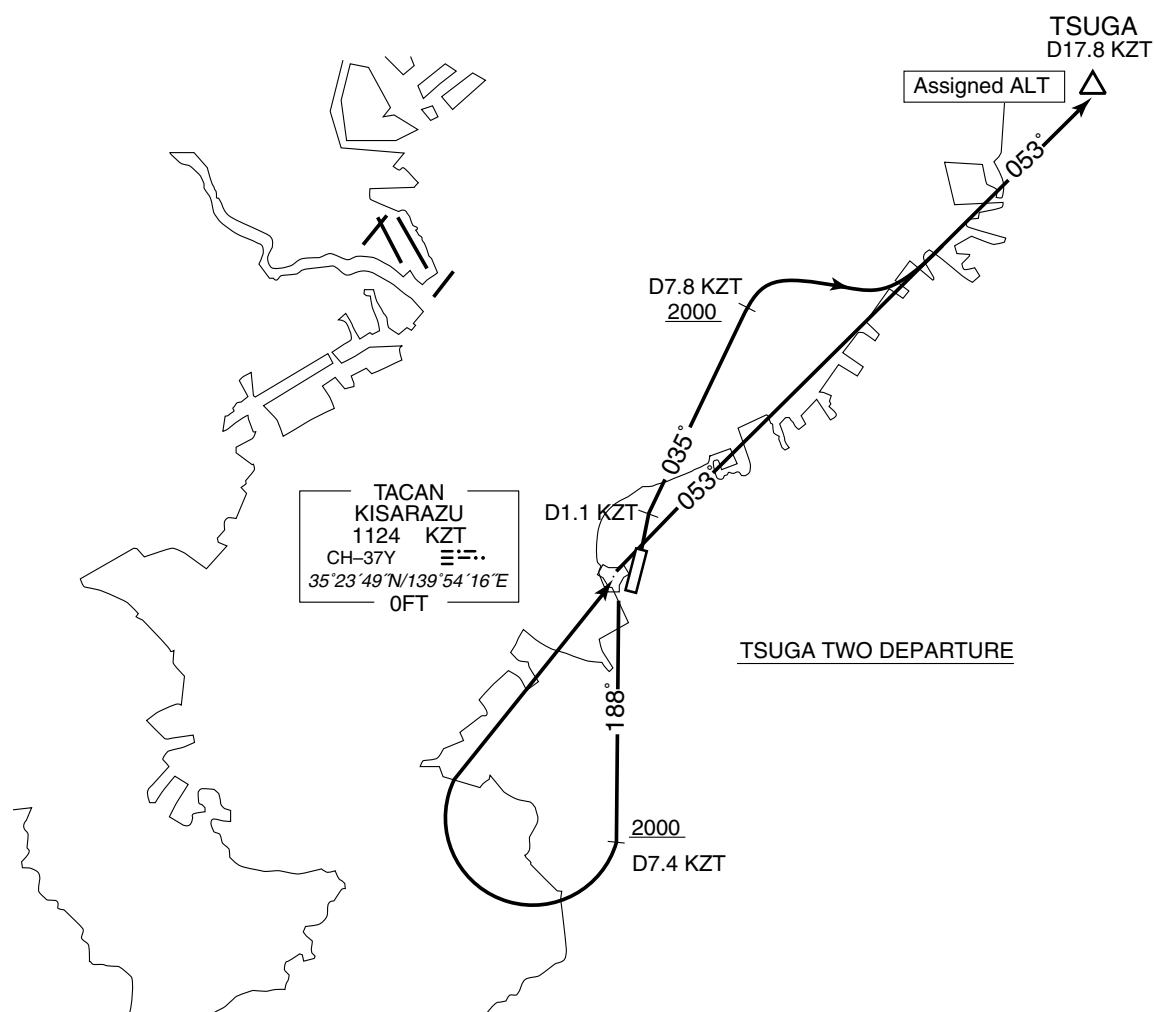 TSUGA
D17.8 KZT
Assigned ALT
053°
D7.8 KZT
2000
035°
053°
TACAN
KISARAZU
1124 KZT
CH–37Y
35°23´49˝N/139°54´16˝E
0FT
D1.1 KZT
TSUGA TWO DEPARTURE
188°
2000
D7.4 KZT